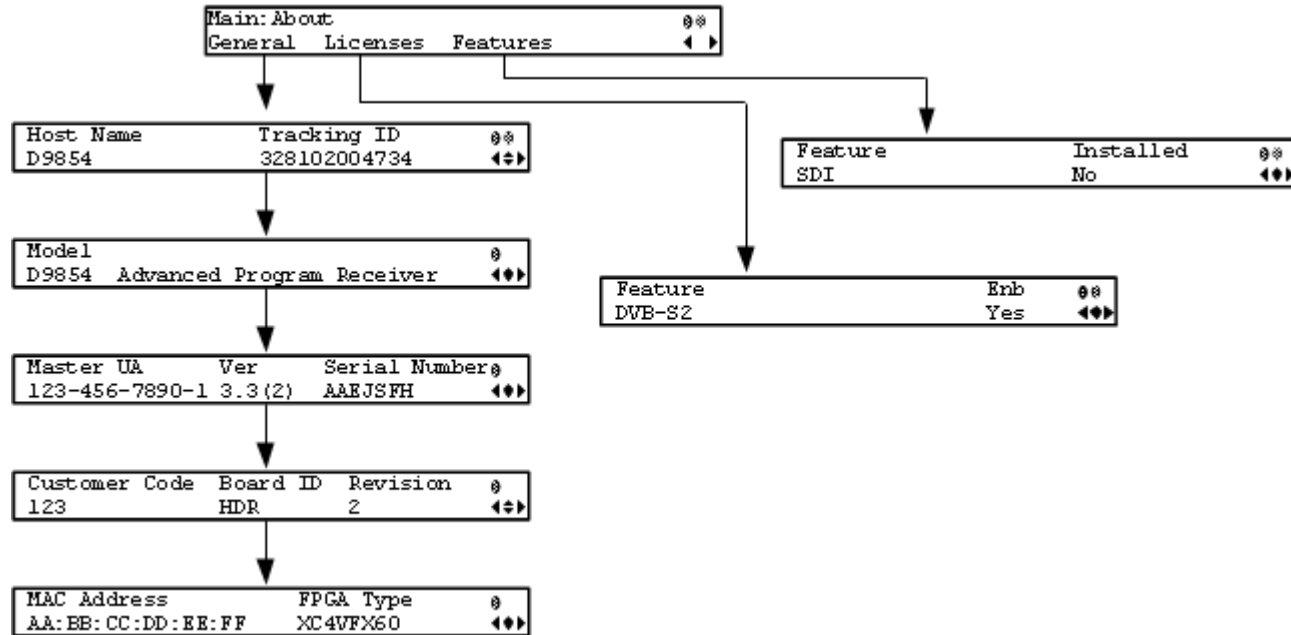 Main: About
General Licenses Features
Host Name Tracking ID
D9854 328102004734
Feature Installed
SDI No
Model
D9854 Advanced Program Receiver
Feature Enb
DVB-S2 Yes
Master UA Ver Serial Number
123-456-7890-1 3.3(2) AAEJSFH
Customer Code Board ID Revision
123 HDR 2
MAC Address FPGA Type
AA:BB:CC:DD:EE:FF XC4VFX60